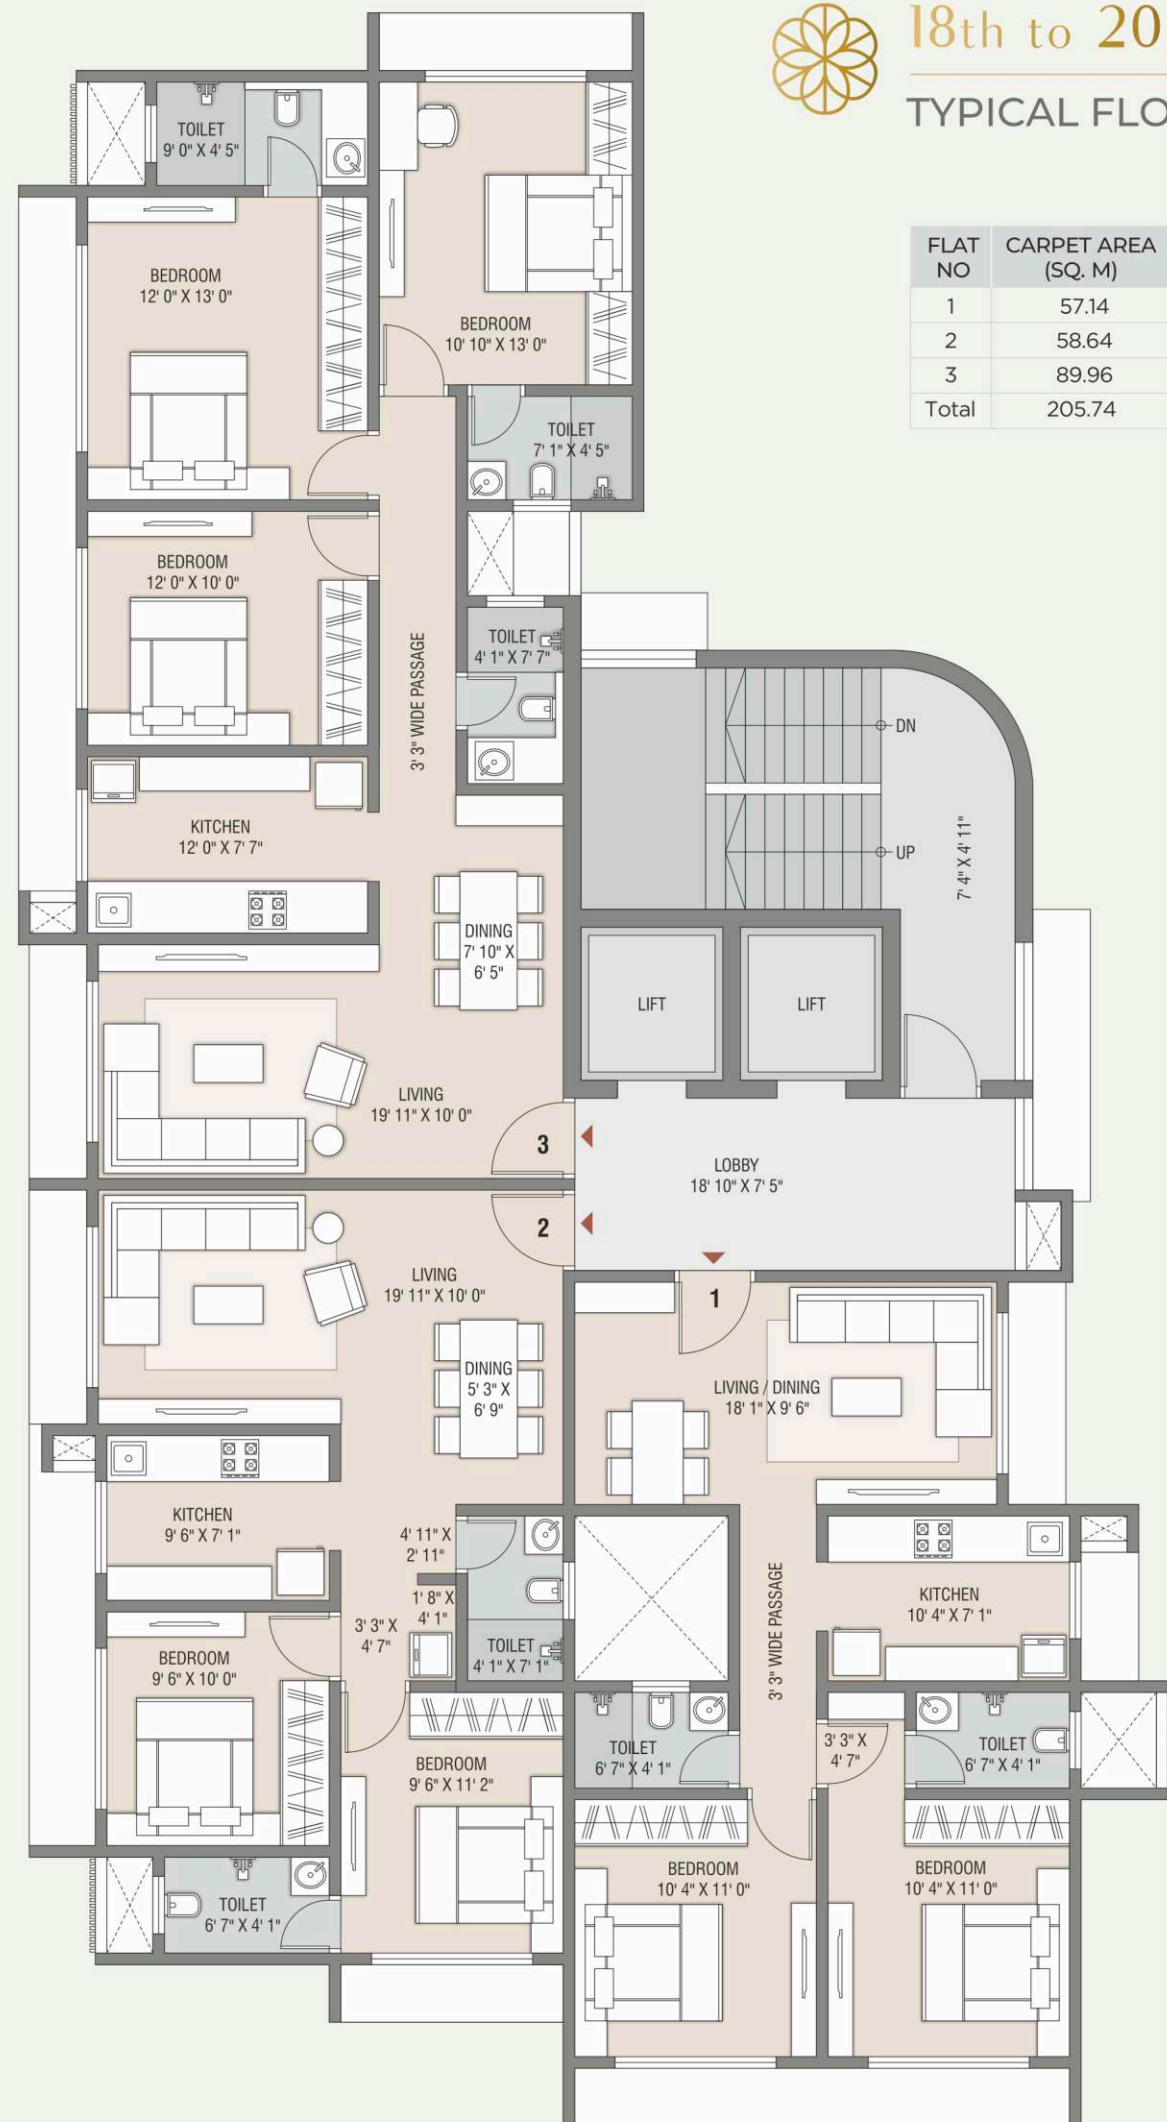 18th to 20
TYPICAL FLO
FLAT NO
CARPET AREA (SQ. M)
1 57.14
2 58.64
3 89.96
Total 205.74
TOILET
9' 0" X 4' 5"
BEDROOM
12' 0" X 13' 0"
BEDROOM
10' 10" X 13' 0"
TOILET
7' 1" X 4' 5"
BEDROOM
12' 0" X 10' 0"
TOILET
4' 1" X 7' 7"
3' 3" WIDE PASSAGE
DN
UP
7' 4" X 4' 11"
KITCHEN
12' 0" X 7' 7"
DINING
7' 10" X
6' 5"
LIFT
LIFT
LIVING
19' 11" X 10' 0"
3
LOBBY
18' 10" X 7' 5"
2
1
LIVING
19' 11" X 10' 0"
DINING
5' 3" X
6' 9"
LIVING / DINING
18' 1" X 9' 6"
KITCHEN
9' 6" X 7' 1"
4' 11" X
2' 11"
1' 8" X
4' 1"
3' 3" X
4' 7"
TOILET
4' 1" X 7' 1"
3' 3" WIDE PASSAGE
KITCHEN
10' 4" X 7' 1"
BEDROOM
9' 6" X 10' 0"
BEDROOM
9' 6" X 11' 2"
TOILET
6' 7" X 4' 1"
3' 3" X
4' 7"
TOILET
6' 7" X 4' 1"
TOILET
6' 7" X 4' 1"
BEDROOM
10' 4" X 11' 0"
BEDROOM
10' 4" X 11' 0"